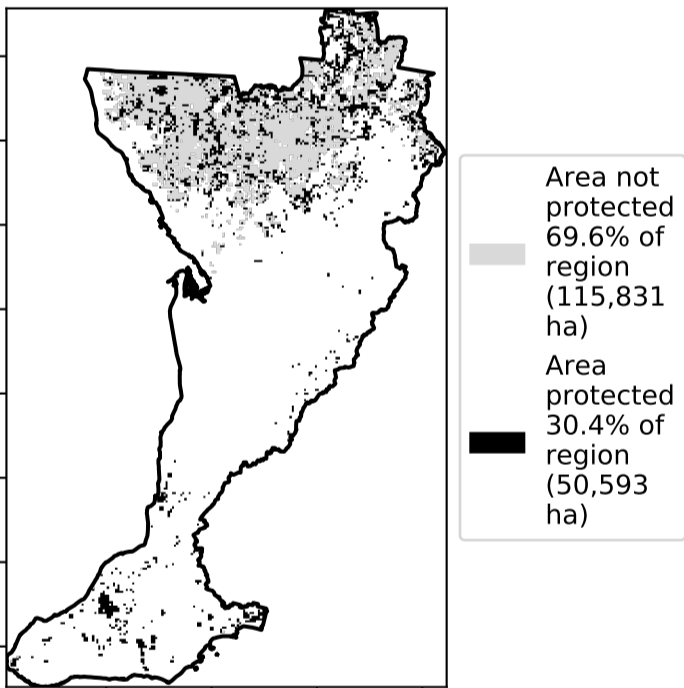 Area not
protected
69.6% of
region
(115,831
ha)
Area
protected
30.4% of
region
(50,593
ha)